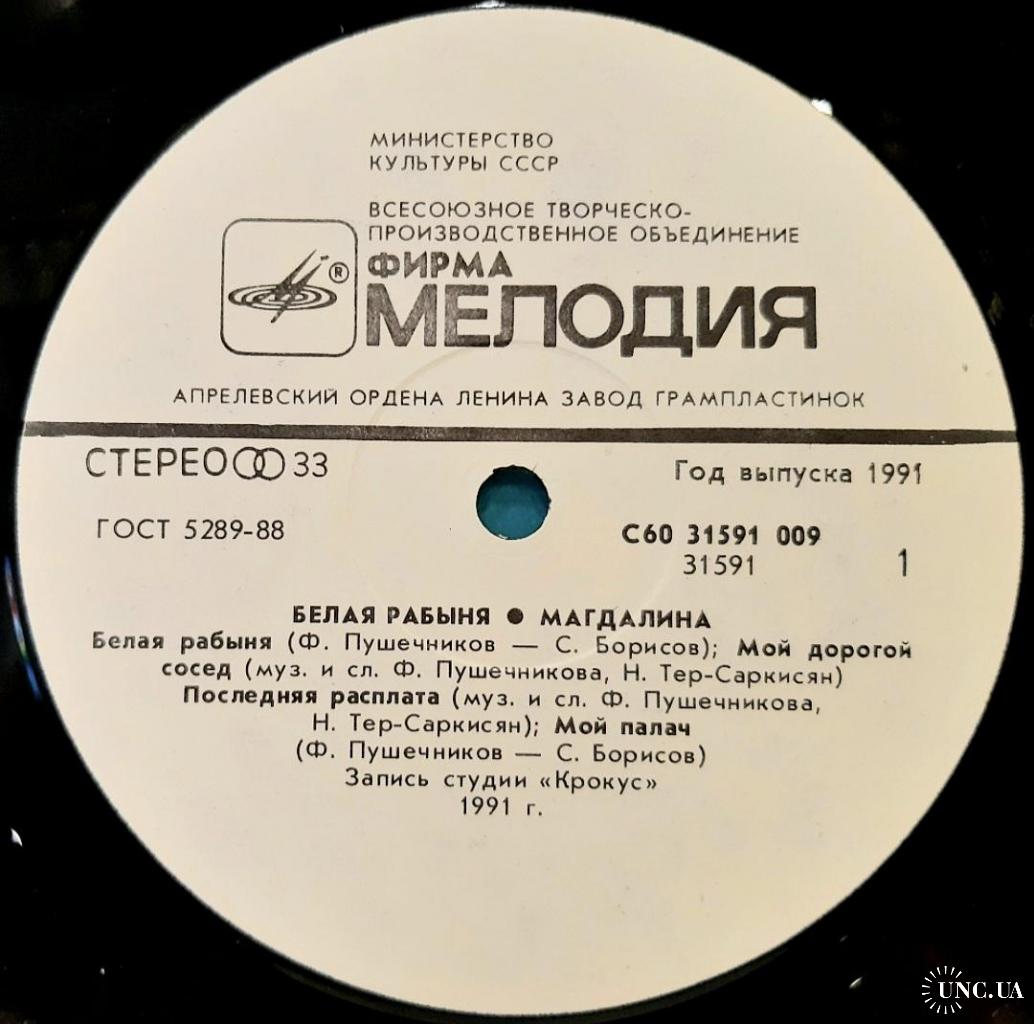 МИНИСТЕРСТВО
КУЛЬТУРЫ СССР
ВСЕСОЮЗНОЕ ТВОРЧЕСКО-
ПРОИЗВОДСТВЕННОЕ ОБЪЕДИНЕНИЕ
®
ФИРМА
МЕЛОДИЯ
АПРЕЛЕВСКИЙ ОРДЕНА ЛЕНИНА ЗАВОД ГРАМПЛАСТИНОК
СТЕРЕО 33
Год выпуска 1991
ГОСТ 5289-88
С60 31591 009
31591
1
БЕЛАЯ РАБЫНЯ ● МАГДАЛИНА
Белая рабыня (Ф. Пушечников — С. Борисов); Мой дорогой
сосед (муз. и сл. Ф. Пушечникова, Н. Тер-Саркисян)
Последняя расплата (муз. и сл. Ф. Пушечникова,
Н. Тер-Саркисян); Мой палач
(Ф. Пушечников — С. Борисов)
Запись студии «Крокус»
1991 г.
UNC.UA